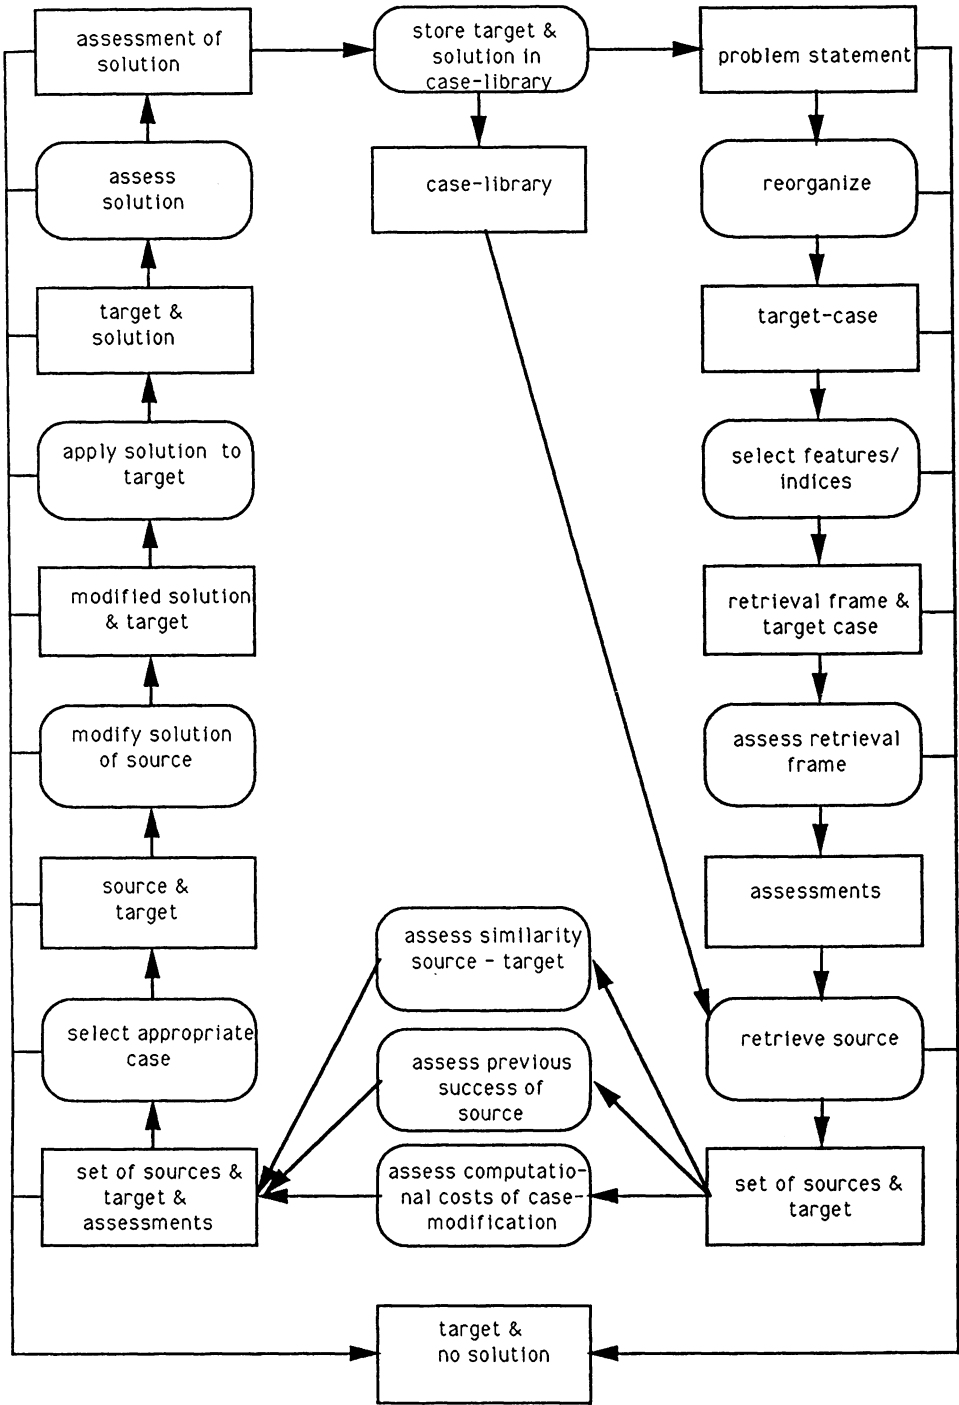 assessment of
solution
store target &
solution in
case-library
problem statement
assess
solution
case-library
reorganize
target &
solution
target-case
apply solution to
target
select features/
indices
modified solution
& target
retrieval frame &
target case
modify solution
of source
assess retrieval
frame
source &
target
assessments
assess similarity
source - target
select appropriate
case
assess previous
success of
source
retrieve source
set of sources &
target &
assessments
assess computatio-
nal costs of case-
modification
set of sources &
target
target &
no solution